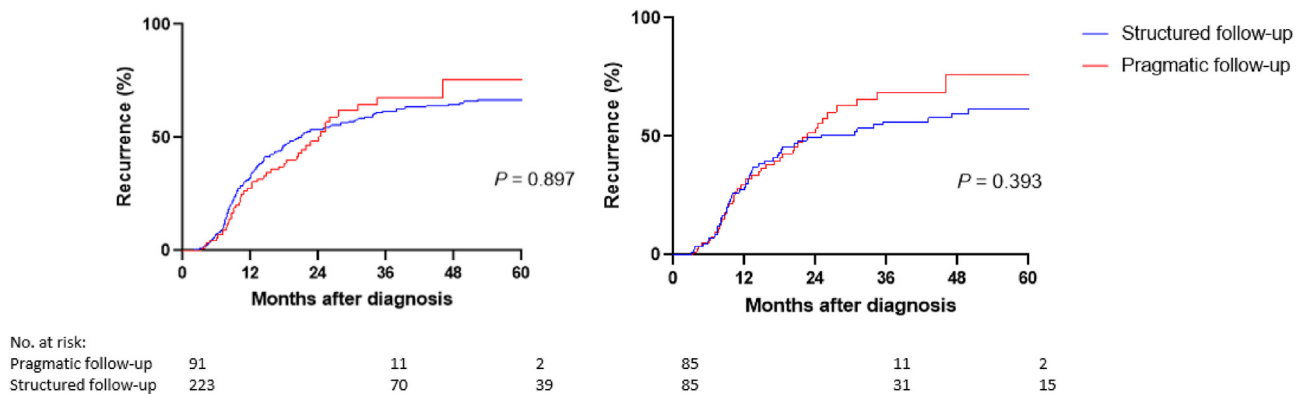 100
50
0
Recurrence (%)
0 12 24 36 48 60
Months after diagnosis
P = 0.897
100
50
0
Recurrence (%)
0 12 24 36 48 60
Months after diagnosis
P = 0.393
Structured follow-up
Pragmatic follow-up
No. at risk:
Pragmatic follow-up 91 11 2 85 11 2
Structured follow-up 223 70 39 85 31 15